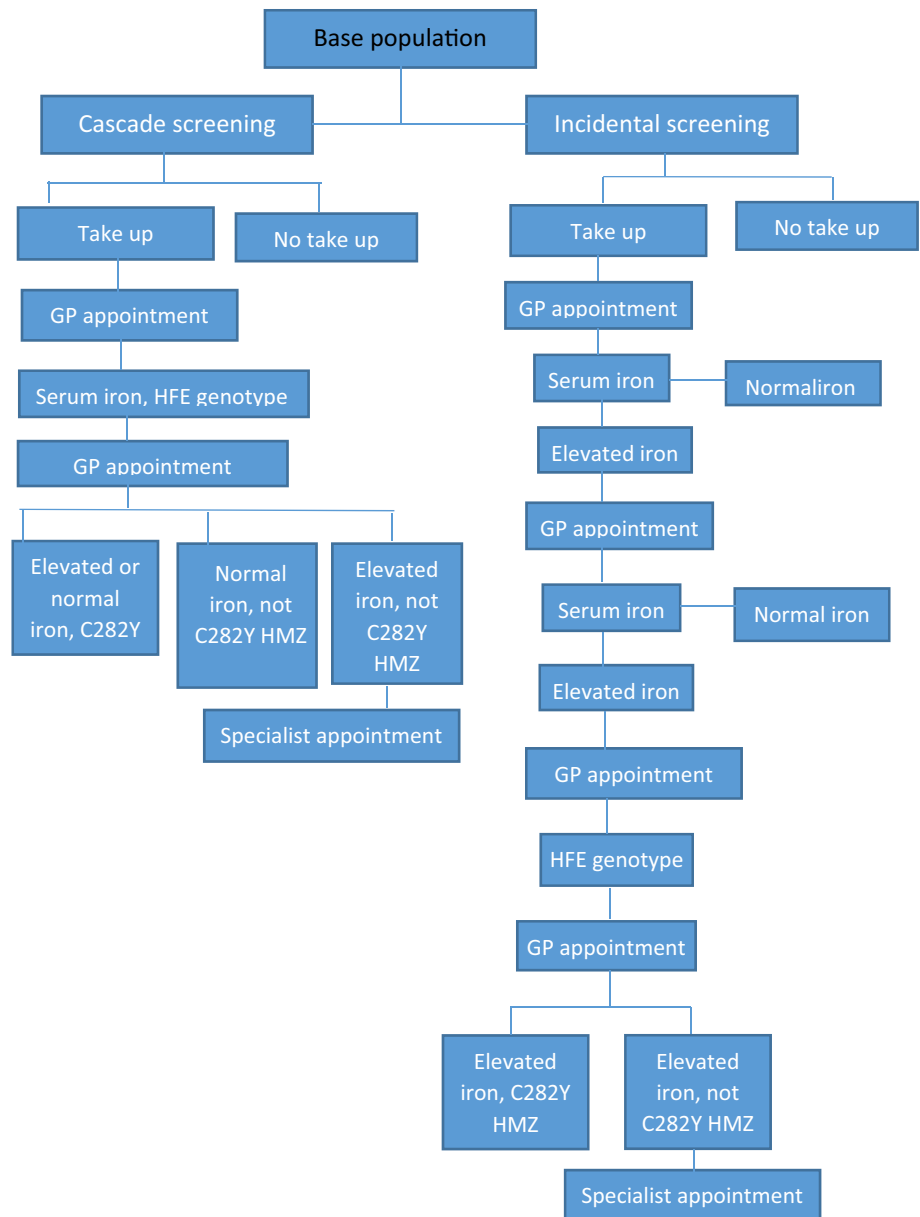 Base population
Cascade screening
Incidental screening
Take up
No take up
Take up
No take up
GP appointment
GP appointment
Serum iron, HFE genotype
Serum iron
Normaliron
GP appointment
Elevated iron
GP appointment
Elevated or
normal
iron, C282Y
Normal
iron, not
C282Y HMZ
Elevated
iron, not
C282Y
HMZ
Serum iron
Normal iron
Elevated iron
Specialist appointment
GP appointment
HFE genotype
GP appointment
Elevated
iron, C282Y
HMZ
Elevated
iron, not
C282Y HMZ
Specialist appointment